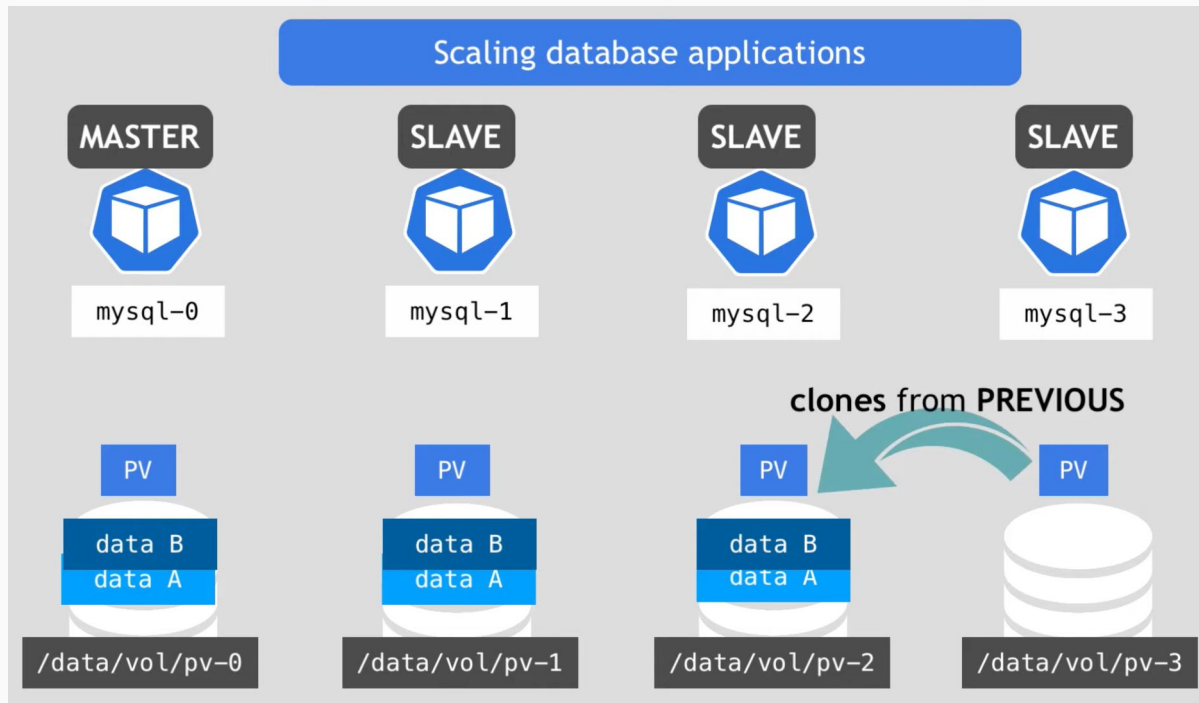 Scaling database applications
MASTER
SLAVE
SLAVE
SLAVE
mysql-0
mysql-1
mysql-2
mysql-3
clones from PREVIOUS
PV
PV
PV
PV
data B
data B
data B
data A
data A
data A
/data/vol/pv-0
/data/vol/pv-1
/data/vol/pv-2
/data/vol/pv-3